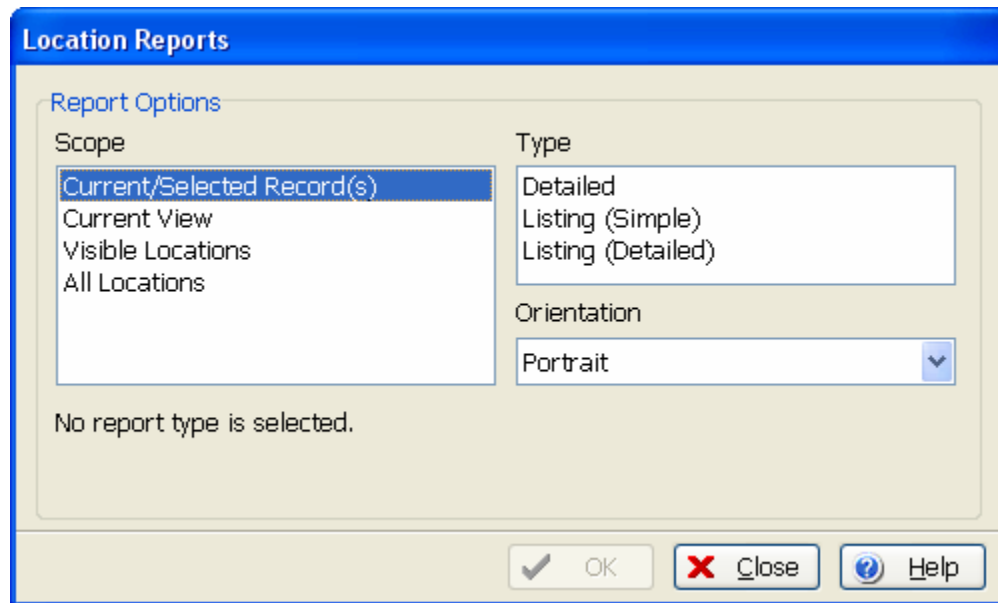 Location Reports
Report Options
Scope
Current/Selected Record(s)
Current View
Visible Locations
All Locations
Type
Detailed
Listing (Simple)
Listing (Detailed)
Orientation
Portrait
No report type is selected.
OK
Close
Help